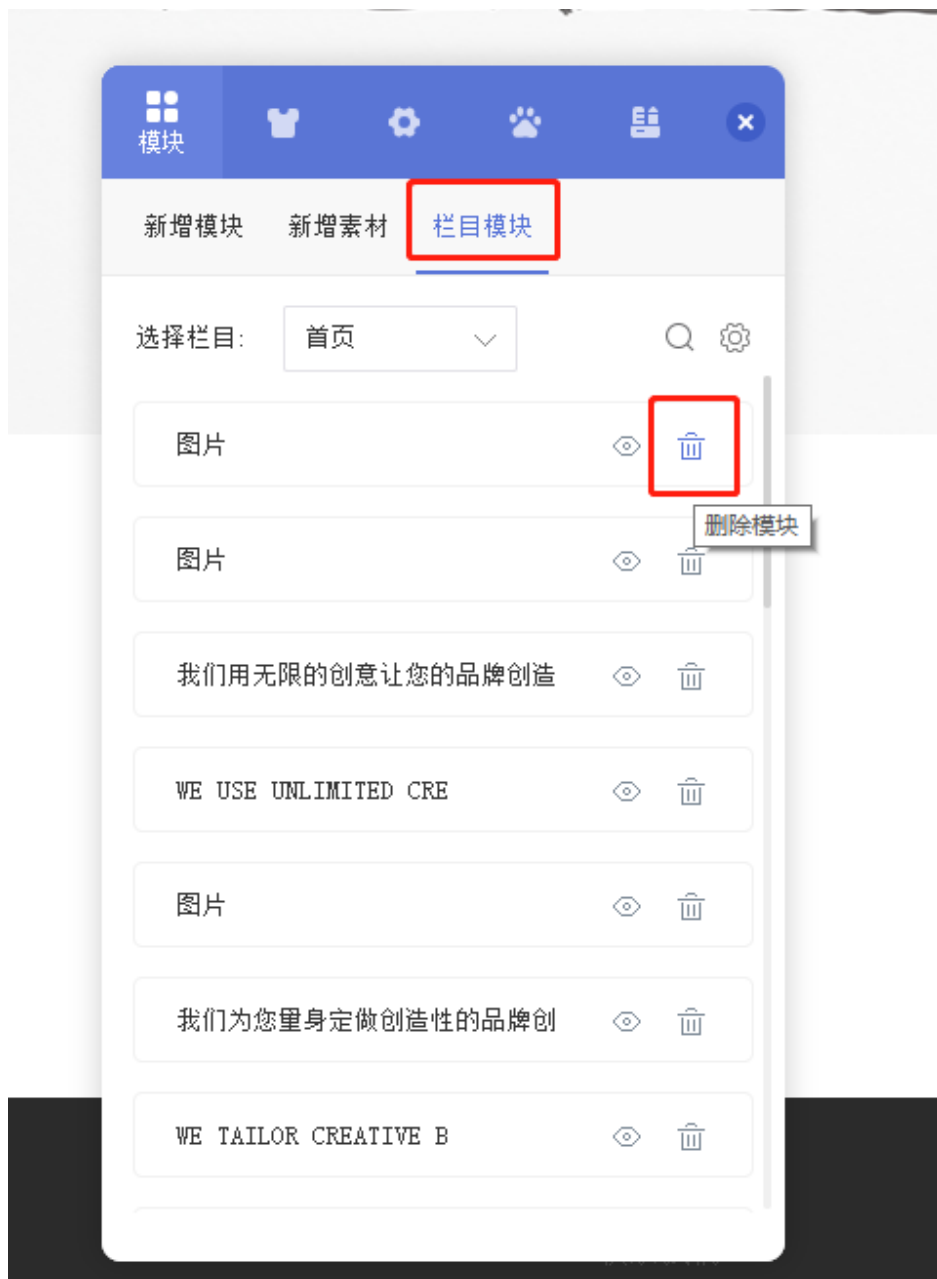 模块
新增模块 新增素材 栏目模块
选择栏目: 首页
图片
删除模块
图片
我们用无限的创意让您的品牌创造
WE USE UNLIMITED CRE
图片
我们为您量身定做创造性的品牌创
WE TAILOR CREATIVE B